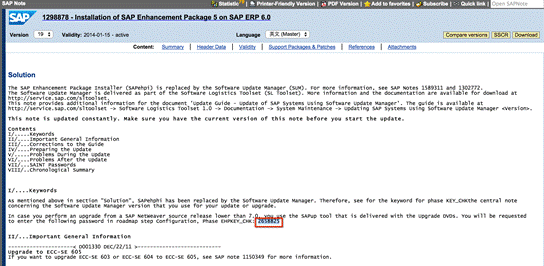 SAP Note
Statistic Printer-Friendly Version PDF Version Add to favorites Subscribe Quick link OpenSAPNote
SAP
1298878 - Installation of SAP Enhancement Package 5 on SAP ERP 6.0
Version 19 Validity: 2014-01-15 - active Language 英文 (Master) Compare versions SSCR Download
Content: Summary | Header Data | Validity | Support Packages & Patches | References | Attachments
Solution
The SAP Enhancement Package Installer (SAPehpi) is replaced by the Software Update Manager (SUM). For more information, see SAP Notes 1589311 and 1302772.
The Software Update Manager is delivered as part of the Software Logistics Toolset (SL Toolset). More information and the documentation are available for download at
http://service.sap.com/sltoolset.
This note provides additional information for the document 'Update Guide - Update of SAP Systems Using Software Update Manager'. The guide is available at
http://service.sap.com/sltoolset -> Software Logistics Toolset 1.0 -> Documentation -> System Maintenance -> Updating SAP Systems Using Software Update Manager <Version>.
This note is updated constantly. Make sure you have the current version of this note before you start the update.
Contents
I/....Keywords
II/...Important General Information
III/...Corrections to the Guide
IV/...Preparing the Update
V/....Problems During the Update
VI/...Problems After the Update
VII/...SAINT Passwords
VIII/..Chronological Summary
I/....Keywords
As mentioned above in section "Solution", SAPehphi has been replaced by the Software Update Manager. Therefore, see for the keyword for phase KEY_CHKthe central note
concerning the Software Update Manager version that you use for your update or upgrade.
In case you perform an upgrade from a SAP NetWeaver source release lower than 7.0, you use the SAPup tool that is delivered with the Upgrade DVDs. You will be requested
to enter the following password in roadmap step Configuration, Phase EHPKEY_CHK: 2658825
II/...Important General Information
---------------------< D001330 DEC/22/11 >---------------------------
Upgrade to ECC-SE 605
If you want to upgrade ECC-SE 603 or ECC-SE 604 to ECC-SE 605, see SAP note 1150349 for more information.